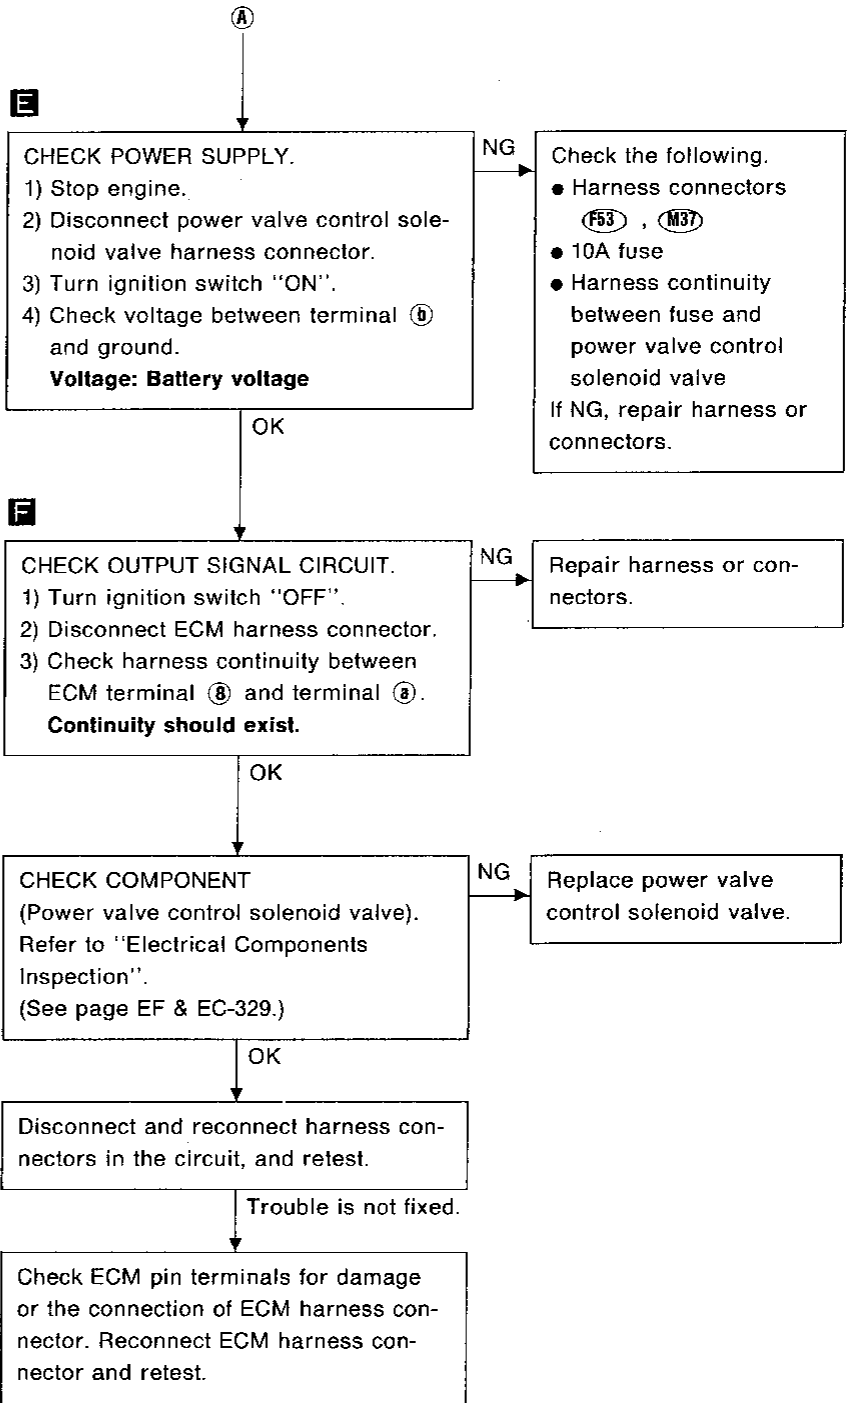 A
E
CHECK POWER SUPPLY.
1) Stop engine.
2) Disconnect power valve control sole-
noid valve harness connector.
3) Turn ignition switch "ON".
4) Check voltage between terminal ⓑ
and ground.
Voltage: Battery voltage
NG
Check the following.
● Harness connectors
F53 , M37
● 10A fuse
● Harness continuity
between fuse and
power valve control
solenoid valve
If NG, repair harness or
connectors.
OK
F
CHECK OUTPUT SIGNAL CIRCUIT.
1) Turn ignition switch "OFF".
2) Disconnect ECM harness connector.
3) Check harness continuity between
ECM terminal ⑧ and terminal ⓐ.
Continuity should exist.
NG
Repair harness or con-
nectors.
OK
CHECK COMPONENT
(Power valve control solenoid valve).
Refer to "Electrical Components
Inspection".
(See page EF & EC-329.)
NG
Replace power valve
control solenoid valve.
OK
Disconnect and reconnect harness con-
nectors in the circuit, and retest.
Trouble is not fixed.
Check ECM pin terminals for damage
or the connection of ECM harness con-
nector. Reconnect ECM harness con-
nector and retest.